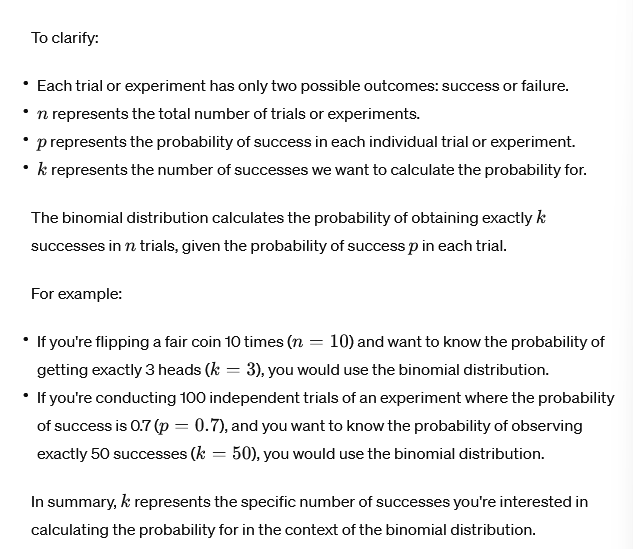 To clarify:
• Each trial or experiment has only two possible outcomes: success or failure.
• n represents the total number of trials or experiments.
• p represents the probability of success in each individual trial or experiment.
• k represents the number of successes we want to calculate the probability for.
The binomial distribution calculates the probability of obtaining exactly k
successes in n trials, given the probability of success p in each trial.
For example:
• If you're flipping a fair coin 10 times (n = 10) and want to know the probability of
getting exactly 3 heads (k = 3), you would use the binomial distribution.
• If you're conducting 100 independent trials of an experiment where the probability
of success is 0.7 (p = 0.7), and you want to know the probability of observing
exactly 50 successes (k = 50), you would use the binomial distribution.
In summary, k represents the specific number of successes you're interested in
calculating the probability for in the context of the binomial distribution.